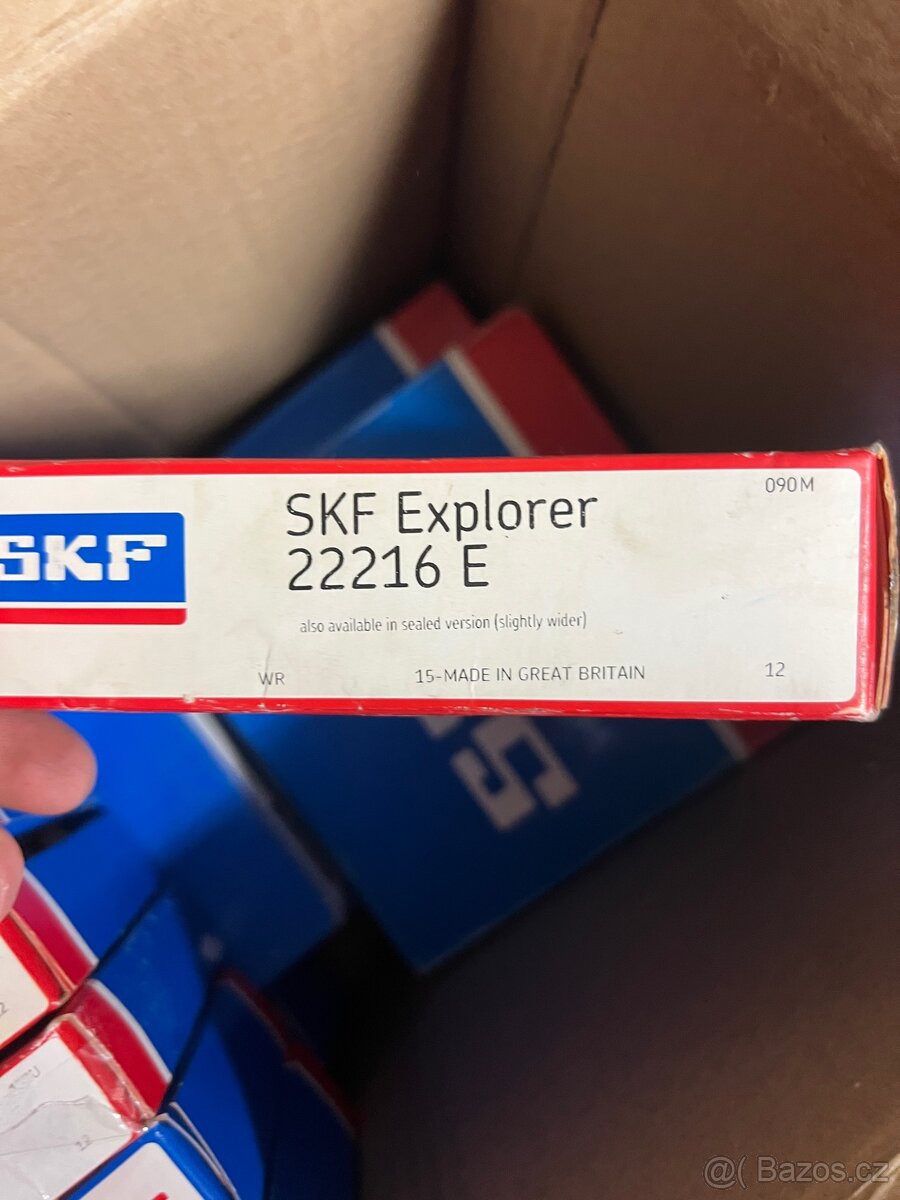 090M
SKF
SKF Explorer
22216 E
also available in sealed version (slightly wider)
WR 15-MADE IN GREAT BRITAIN 12
S
12
@( Bazos.cz